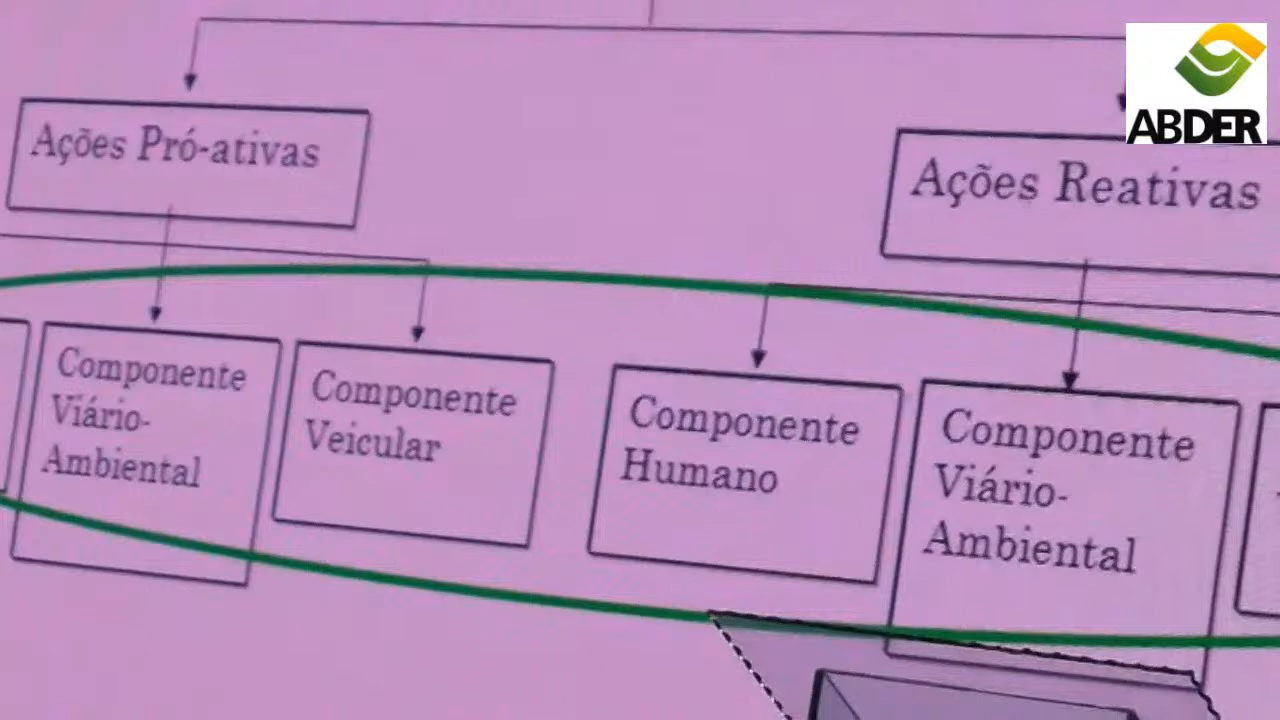 ABDER
Ações Pró-ativas
Ações Reativas
Componente
Viário-
Ambiental
Componente
Veicular
Componente
Humano
Componente
Viário-
Ambiental